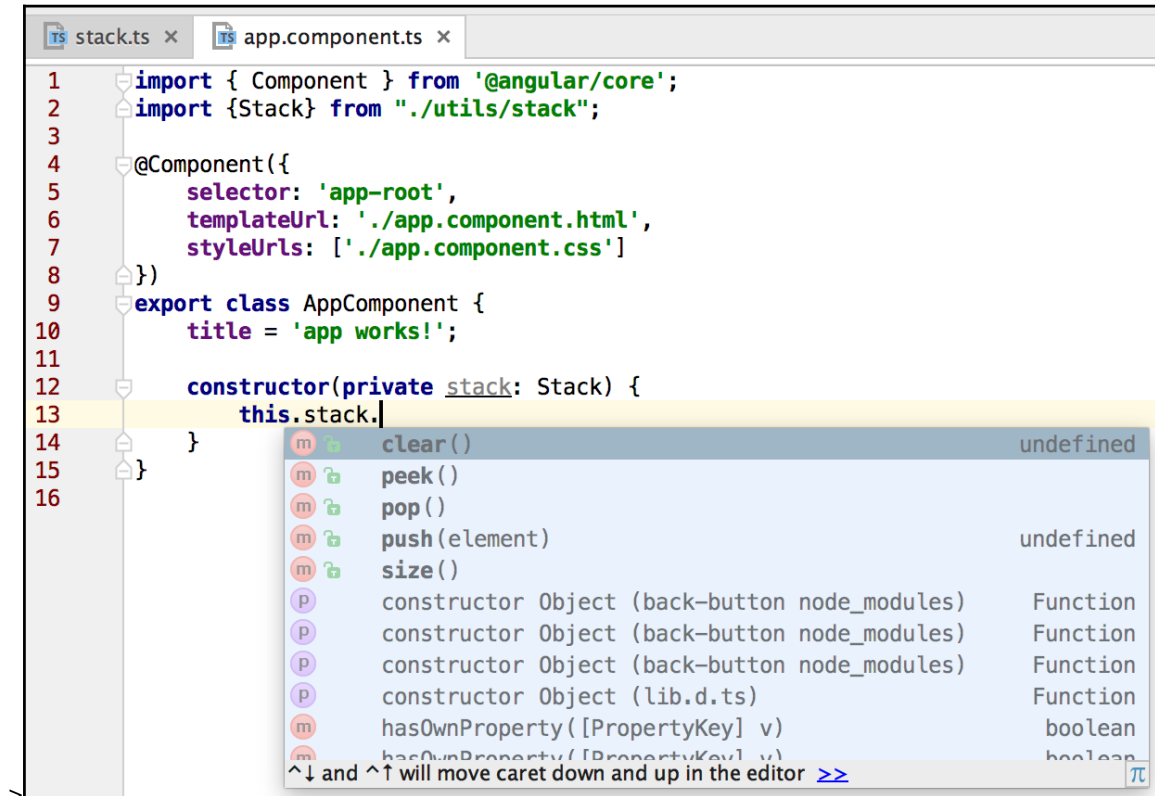 TS stack.ts ×
TS app.component.ts ×
1 import { Component } from '@angular/core';
2 import {Stack} from "./utils/stack";
3
4 @Component({
5 selector: 'app-root',
6 templateUrl: './app.component.html',
7 styleUrls: ['./app.component.css']
8 })
9 export class AppComponent {
10 title = 'app works!';
11
12 constructor(private stack: Stack) {
13 this.stack.
14 }
15 }
16
m clear() undefined
m peek()
m pop()
m push(element) undefined
m size()
p constructor Object (back-button node_modules) Function
p constructor Object (back-button node_modules) Function
p constructor Object (back-button node_modules) Function
p constructor Object (lib.d.ts) Function
m hasOwnProperty([PropertyKey] v) boolean
m hasOwnProperty([PropertyKey] v) boolean
^↓ and ^↑ will move caret down and up in the editor >> π
>